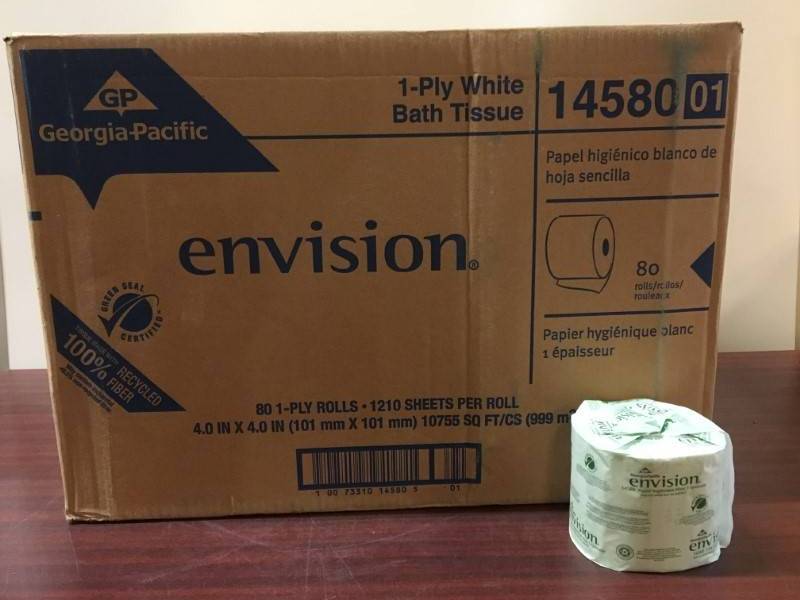 GP
Georgia-Pacific
1-Ply White
Bath Tissue
14580 01
Papel higiénico blanco de
hoja sencilla
envision®
80
rolls/rollos/
rouleaux
Papier hygiénique blanc
1 épaisseur
GREEN SEAL
CERTIFIED
100% RECYCLED
FIBER
80 1-PLY ROLLS • 1210 SHEETS PER ROLL
4.0 IN X 4.0 IN (101 mm X 101 mm) 10755 SQ FT/CS (999 m
1 00 73310 14580 5 01
Georgia-Pacific
envision
envision
envi